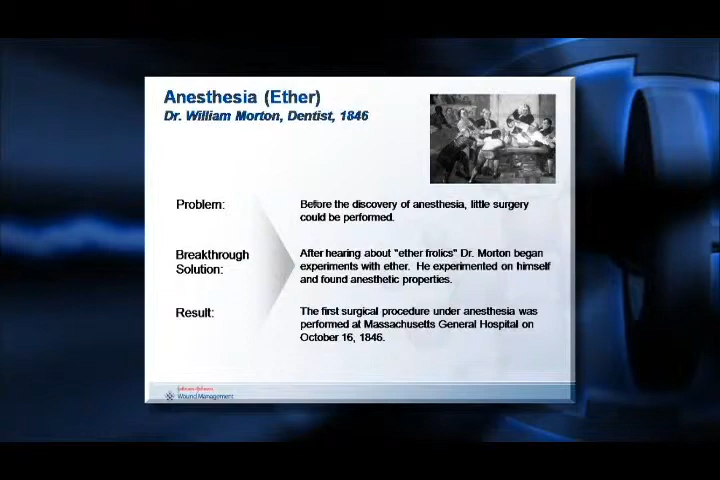 Anesthesia (Ether)
Dr. William Morton, Dentist, 1846
Problem:
Before the discovery of anesthesia, little surgery
could be performed.
Breakthrough
Solution:
After hearing about "ether frolics" Dr. Morton began
experiments with ether. He experimented on himself
and found anesthetic properties.
Result:
The first surgical procedure under anesthesia was
performed at Massachusetts General Hospital on
October 16, 1846.
Johnson & Johnson
Wound Management